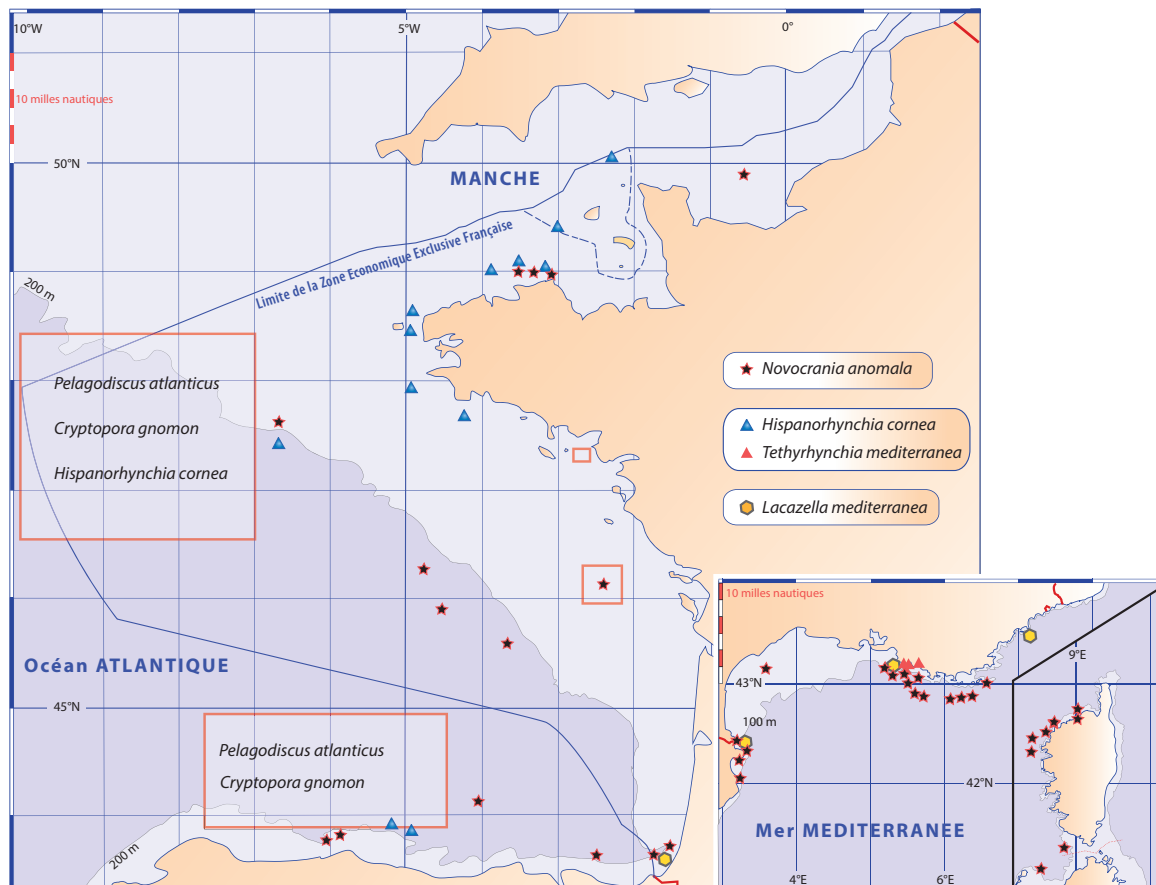 10°W
5°W
0°
10 milles nautiques
50°N
MANCHE
Limite de la Zone Economique Exclusive Française
200 m
Pelagodiscus atlanticus
Cryptopora gnomon
Hispanorhynchia cornea
Novocrania anomala
Hispanorhynchia cornea
Tethyrhynchia mediterranea
Lacazella mediterranea
Océan ATLANTIQUE
45°N
Pelagodiscus atlanticus
Cryptopora gnomon
200 m
10 milles nautiques
9°E
43°N
100 m
42°N
Mer MEDITERRANEE
4°E
6°E